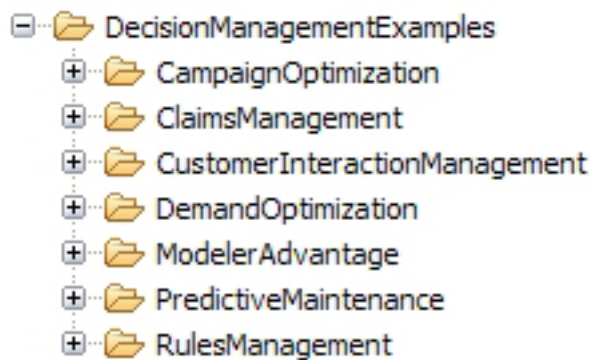 DecisionManagementExamples
CampaignOptimization
ClaimsManagement
CustomerInteractionManagement
DemandOptimization
ModelerAdvantage
PredictiveMaintenance
RulesManagement